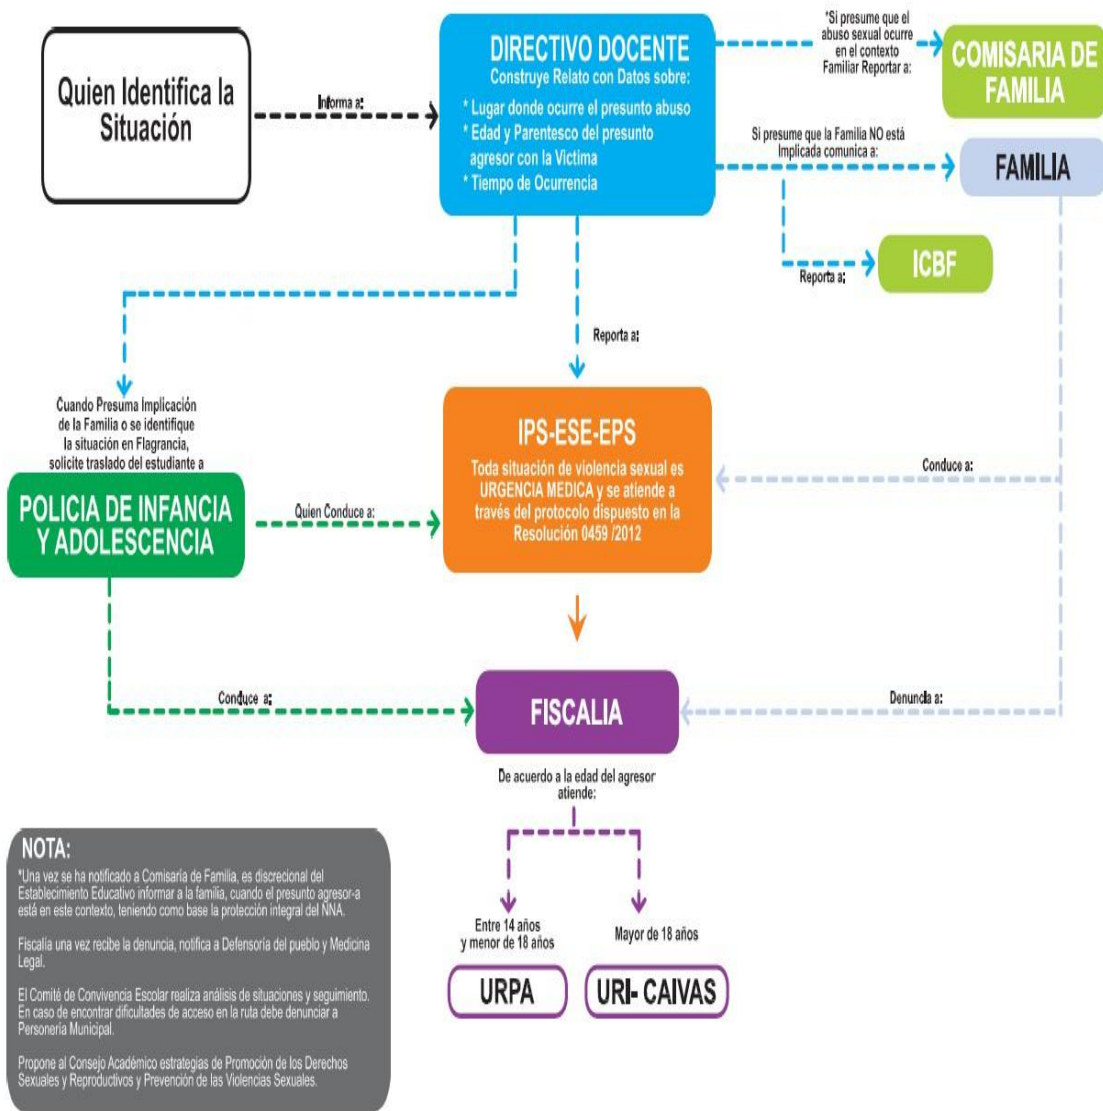 Quien Identifica la
Situación
Informa a:
DIRECTIVO DOCENTE
Construye Relato con Datos sobre:
* Lugar donde ocurre el presunto abuso
* Edad y Parentesco del presunto
agresor con la Victima
* Tiempo de Ocurrencia
*Si presume que el
abuso sexual ocurre
en el contexto
Familiar Reportar a:
COMISARIA DE
FAMILIA
Si presume que la Familia NO está
Implicada comunica a:
FAMILIA
Reporta a:
ICBF
Reporta a:
Cuando Presuma Implicación
de la Familia o se identifique
la situación en Flagrancia,
solicite traslado del estudiante a
POLICIA DE INFANCIA
Y ADOLESCENCIA
Quien Conduce a:
IPS-ESE-EPS
Toda situación de violencia sexual es
URGENCIA MEDICA y se atiende a
través del protocolo dispuesto en la
Resolución 0459 /2012
Conduce a:
Conduce a:
FISCALIA
Denuncia a:
De acuerdo a la edad del agresor
atiende:
Entre 14 años
y menor de 18 años
URPA
Mayor de 18 años
URI- CAIVAS
NOTA:
*Una vez se ha notificado a Comisaría de Familia, es discrecional del
Establecimiento Educativo informar a la familia, cuando el presunto agresor-a
está en este contexto, teniendo como base la protección integral del NNA.
Fiscalía una vez recibe la denuncia, notifica a Defensoría del pueblo y Medicina
Legal.
El Comité de Convivencia Escolar realiza análisis de situaciones y seguimiento.
En caso de encontrar dificultades de acceso en la ruta debe denunciar a
Personería Municipal.
Propone al Consejo Académico estrategias de Promoción de los Derechos
Sexuales y Reproductivos y Prevención de las Violencias Sexuales.